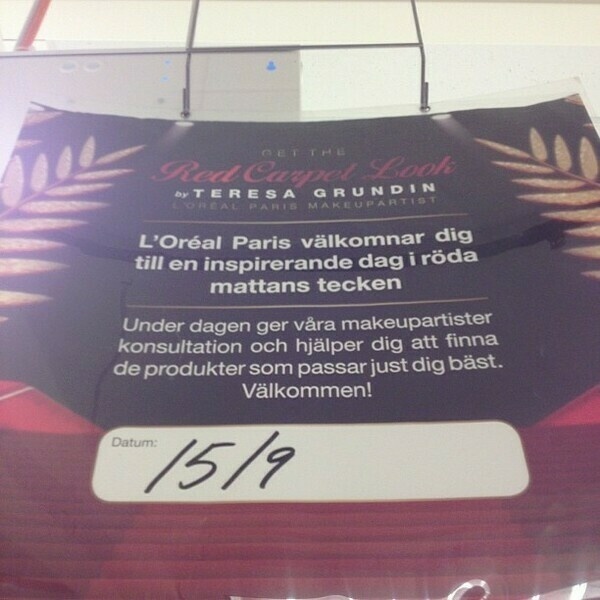 GET THE
Red Carpet Look
by TERESA GRUNDIN
L'ORÉAL PARIS MAKEUPARTIST
L'Oréal Paris välkomnar dig
till en inspirerande dag i röda
mattans tecken
Under dagen ger våra makeupartister
konsultation och hjälper dig att finna
de produkter som passar just dig bäst.
Välkommen!
Datum: 15/9